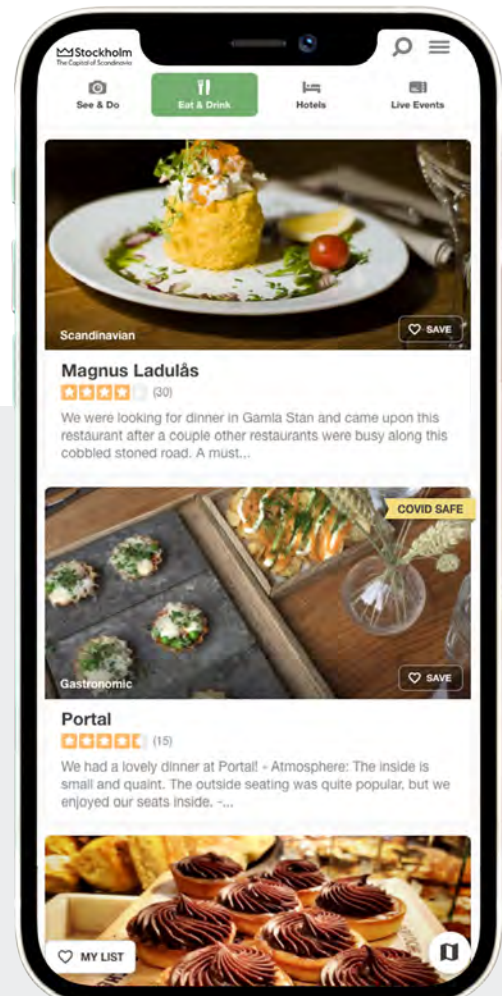 Stockholm
The Capital of Scandinavia
See & Do
Eat & Drink
Hotels
Live Events
Scandinavian
SAVE
Magnus Ladulås
(30)
We were looking for dinner in Gamla Stan and came upon this
restaurant after a couple other restaurants were busy along this
cobbled stoned road. A must...
COVID SAFE
Gastronomic
SAVE
Portal
(15)
We had a lovely dinner at Portal! - Atmosphere: The inside is
small and quaint. The outside seating was quite popular, but we
enjoyed our seats inside. -...
MY LIST